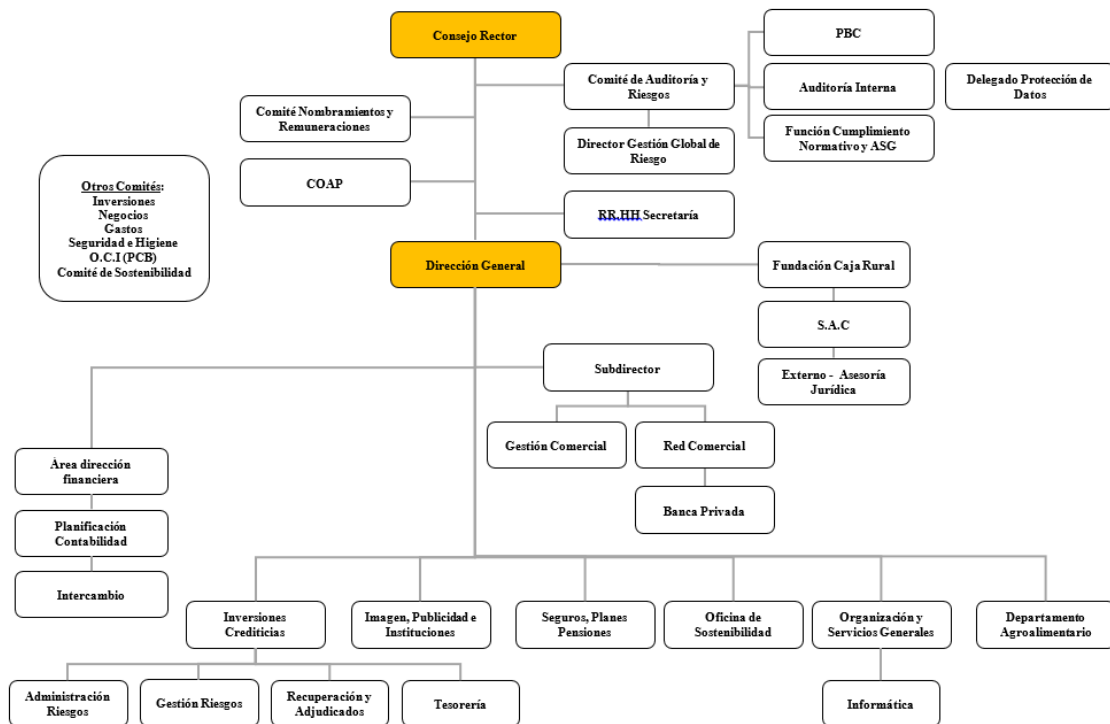 Consejo Rector
PBC
Comité de Auditoría y
Riesgos
Auditoría Interna
Delegado Protección de
Datos
Comité Nombramientos y
Remuneraciones
Director Gestión Global de
Riesgo
Función Cumplimiento
Normativo y ASG
COAP
Otros Comités:
Inversiones
Negocios
Gastos
Seguridad e Higiene
O.C.I (PCB)
Comité de Sostenibilidad
RR.HH Secretaría
Dirección General
Fundación Caja Rural
S.A.C
Externo - Asesoría
Jurídica
Subdirector
Gestión Comercial
Red Comercial
Banca Privada
Área dirección
financiera
Planificación
Contabilidad
Intercambio
Inversiones
Crediticias
Imagen, Publicidad e
Instituciones
Seguros, Planes
Pensiones
Oficina de
Sostenibilidad
Organización y
Servicios Generales
Departamento
Agroalimentario
Administración
Riesgos
Gestión Riesgos
Recuperación y
Adjudicados
Tesorería
Informática